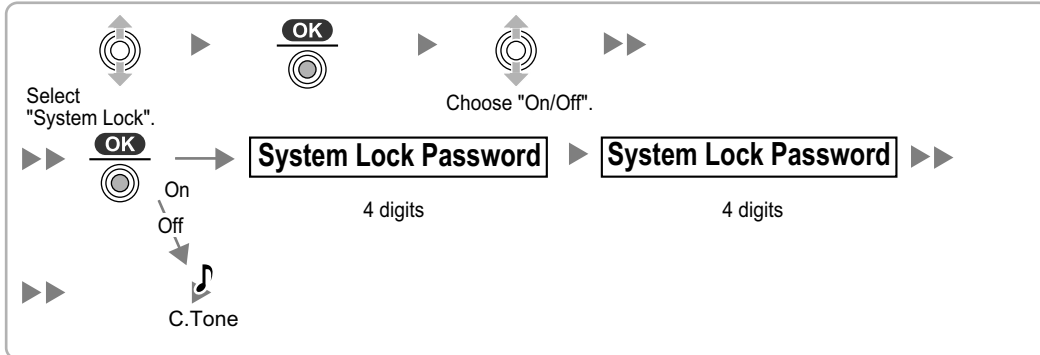 OK
Select
"System Lock".
Choose "On/Off".
OK
System Lock Password
System Lock Password
On
4 digits
4 digits
Off
C.Tone